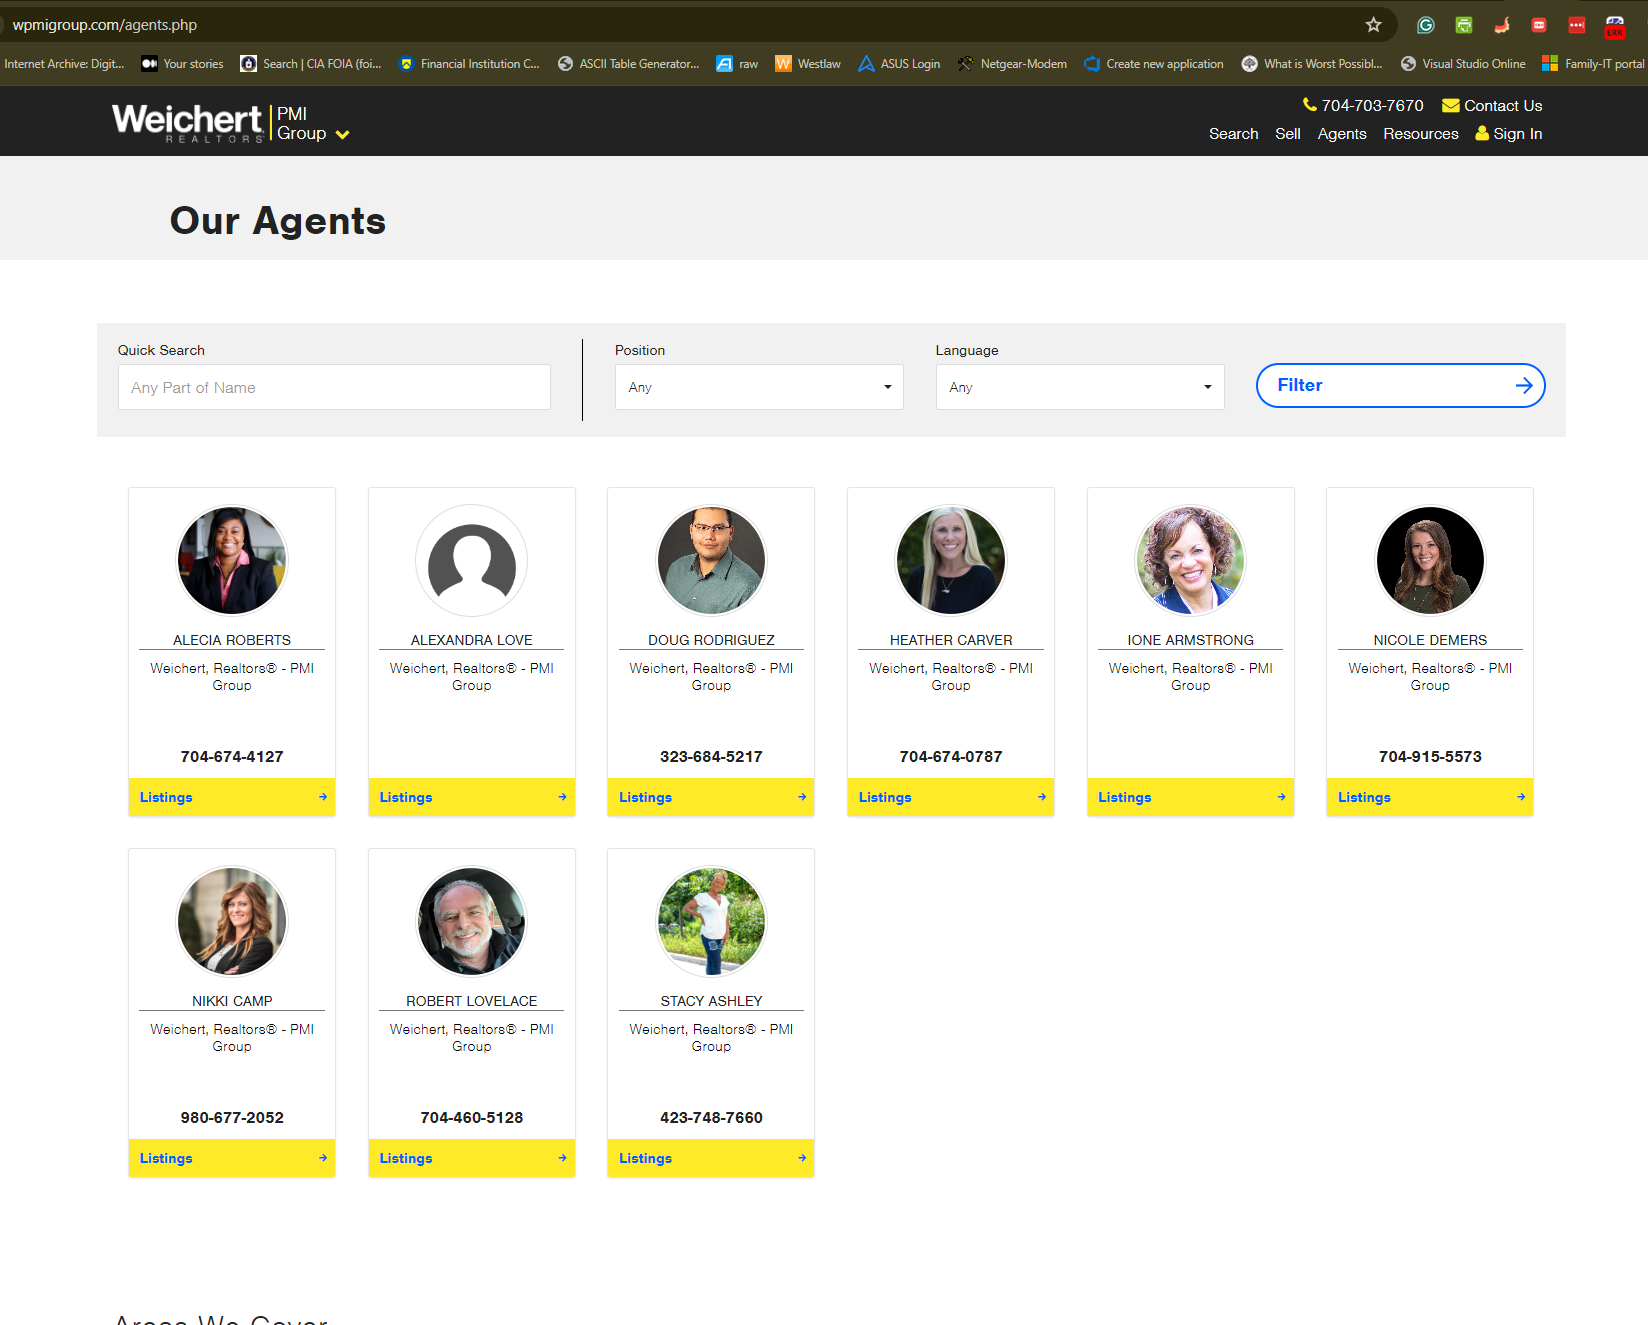 wpmigroup.com/agents.php
Internet Archive: Digit...
Your stories
Search | CIA FOIA (foi...
Financial Institution C...
ASCII Table Generator...
raw
Westlaw
ASUS Login
Netgear-Modem
Create new application
What is Worst Possibl...
Visual Studio Online
Family-IT portal
ERR
Weichert
REALTORS®
PMI
Group
704-703-7670
Contact Us
Search
Sell
Agents
Resources
Sign In
Our Agents
Quick Search
Any Part of Name
Position
Any
Language
Any
Filter
ALECIA ROBERTS
Weichert, Realtors® - PMI
Group
704-674-4127
Listings
ALEXANDRA LOVE
Weichert, Realtors® - PMI
Group
Listings
DOUG RODRIGUEZ
Weichert, Realtors® - PMI
Group
323-684-5217
Listings
HEATHER CARVER
Weichert, Realtors® - PMI
Group
704-674-0787
Listings
IONE ARMSTRONG
Weichert, Realtors® - PMI
Group
Listings
NICOLE DEMERS
Weichert, Realtors® - PMI
Group
704-915-5573
Listings
NIKKI CAMP
Weichert, Realtors® - PMI
Group
980-677-2052
Listings
ROBERT LOVELACE
Weichert, Realtors® - PMI
Group
704-460-5128
Listings
STACY ASHLEY
Weichert, Realtors® - PMI
Group
423-748-7660
Listings
Areas We Cover